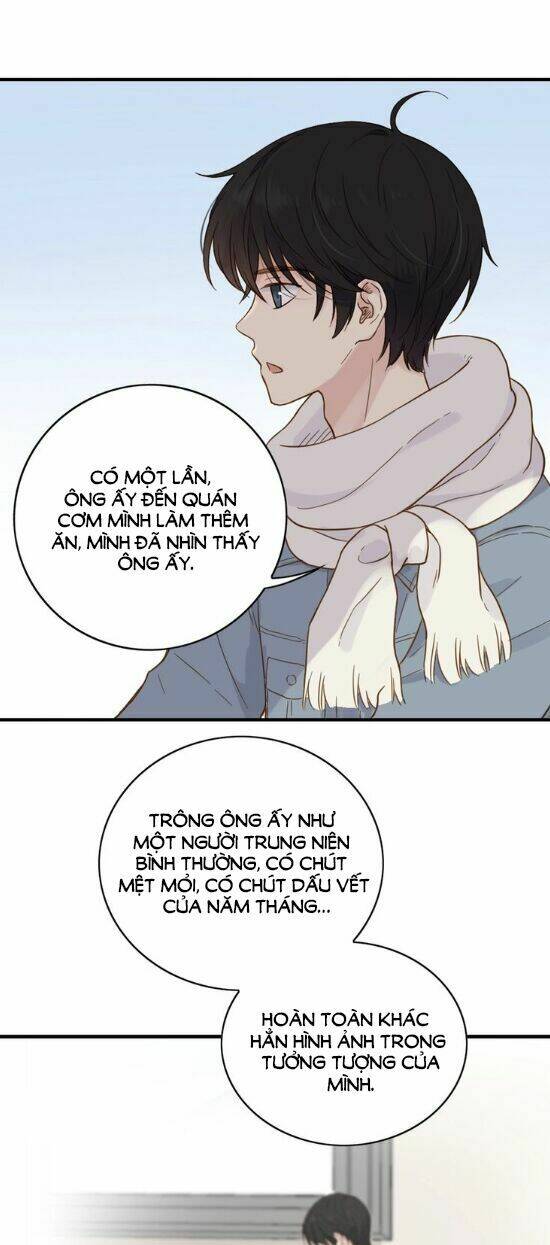 CÓ MỘT LẦN,
ÔNG ẤY ĐẾN QUÁN
CƠM MÌNH LÀM THÊM
ĂN, MÌNH ĐÃ NHÌN THẤY
ÔNG ẤY.
TRÔNG ÔNG ẤY NHƯ
MỘT NGƯỜI TRUNG NIÊN
BÌNH THƯỜNG, CÓ CHÚT
MỆT MỎI, CÓ CHÚT DẤU VẾT
CỦA NĂM THÁNG...
HOÀN TOÀN KHÁC
HẲN HÌNH ẢNH TRONG
TƯỞNG TƯỢNG CỦA
MÌNH.